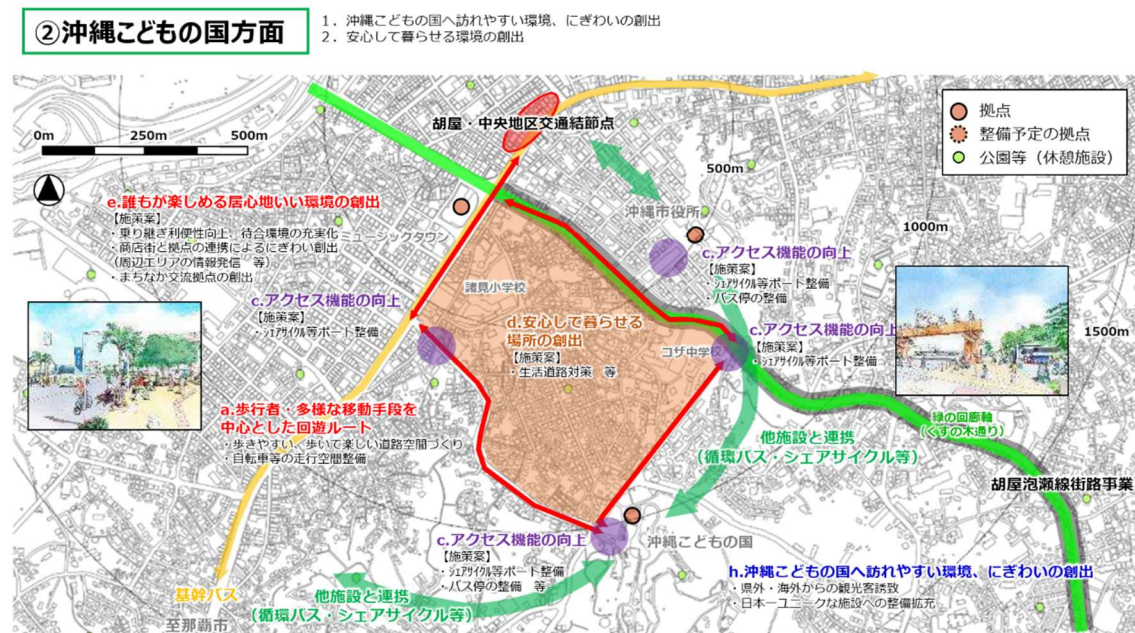 ②沖縄こどもの国方面
1．沖縄こどもの国へ訪れやすい環境、にぎわいの創出
2．安心して暮らせる環境の創出
0m 250m 500m
胡屋・中央地区交通結節点
拠点
整備予定の拠点
公園等（休憩施設）
500m
1000m
1500m
e.誰もが楽しめる居心地いい環境の創出
【施策案】
・乗り継ぎ利便性向上、待合環境の充実化
・商店街と拠点の連携によるにぎわい創出
（周辺エリアの情報発信　等）
・まちなか交流拠点の創出
ミュージックタウン
沖縄市役所
c.アクセス機能の向上
【施策案】
・ｼｪｱｻｲｸﾙ等ポート整備
・バス停の整備
諸見小学校
c.アクセス機能の向上
【施策案】
・ｼｪｱｻｲｸﾙ等ポート整備
d.安心して暮らせる
場所の創出
【施策案】
・生活道路対策　等
コザ中学校
c.アクセス機能の向上
【施策案】
・ｼｪｱｻｲｸﾙ等ポート整備
a.歩行者・多様な移動手段を
中心とした回遊ルート
・歩きやすい、歩いて楽しい道路空間づくり
・自転車等の走行空間整備
緑の回廊軸
（くすの木通り）
他施設と連携
（循環バス・シェアサイクル等）
胡屋泡瀬線街路事業
c.アクセス機能の向上
【施策案】
・ｼｪｱｻｲｸﾙ等ポート整備
・バス停の整備　等
沖縄こどもの国
h.沖縄こどもの国へ訪れやすい環境、にぎわいの創出
・県外・海外からの観光客誘致
・日本一ユニークな施設への整備拡充
基幹バス
至那覇市
他施設と連携
（循環バス・シェアサイクル等）